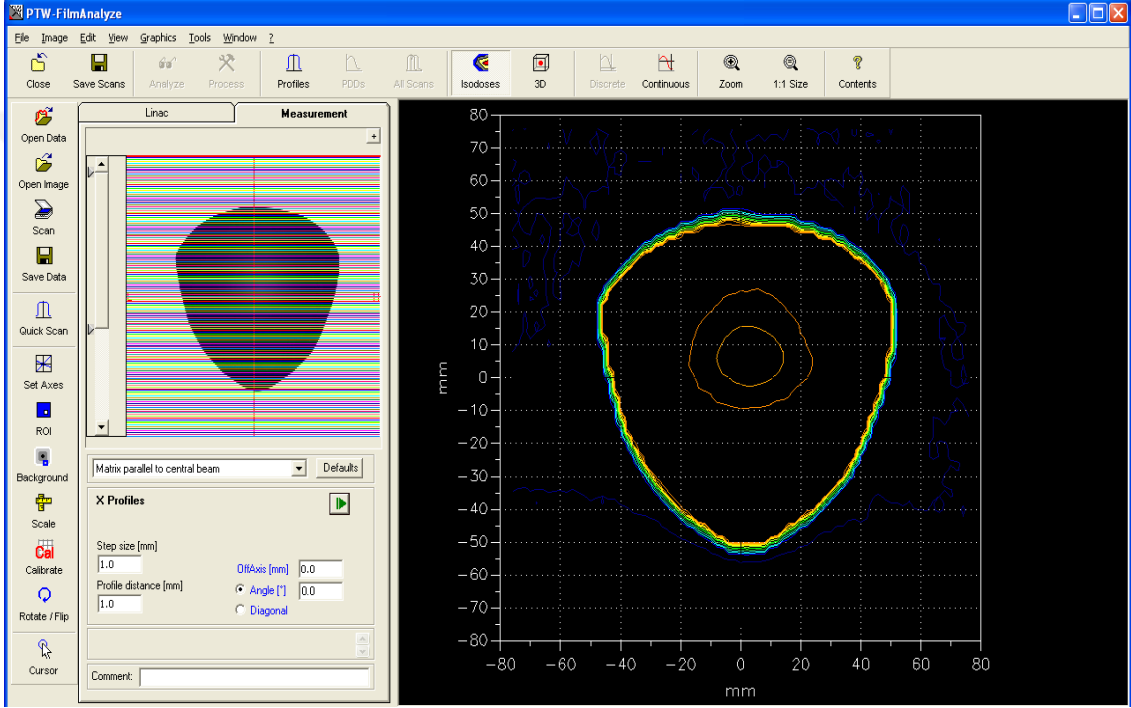 PTW-FilmAnalyze
File Image Edit View Graphics Tools Window ?
Close Save Scans Analyze Process Profiles PDDs All Scans Isodoses 3D Discrete Continuous Zoom 1:1 Size Contents
Open Data
Open Image
Scan
Save Data
Quick Scan
Set Axes
ROI
Background
Scale
Cal
Calibrate
Rotate / Flip
Cursor
Linac Measurement
+
Matrix parallel to central beam Defaults
X Profiles
Step size [mm]
1.0
OffAxis [mm] 0.0
Profile distance [mm]
Angle [°] 0.0
1.0
Diagonal
Comment:
80
70
60
50
40
30
20
10
0
−10
−20
−30
−40
−50
−60
−70
−80
mm
−80 −60 −40 −20 0 20 40 60 80
mm